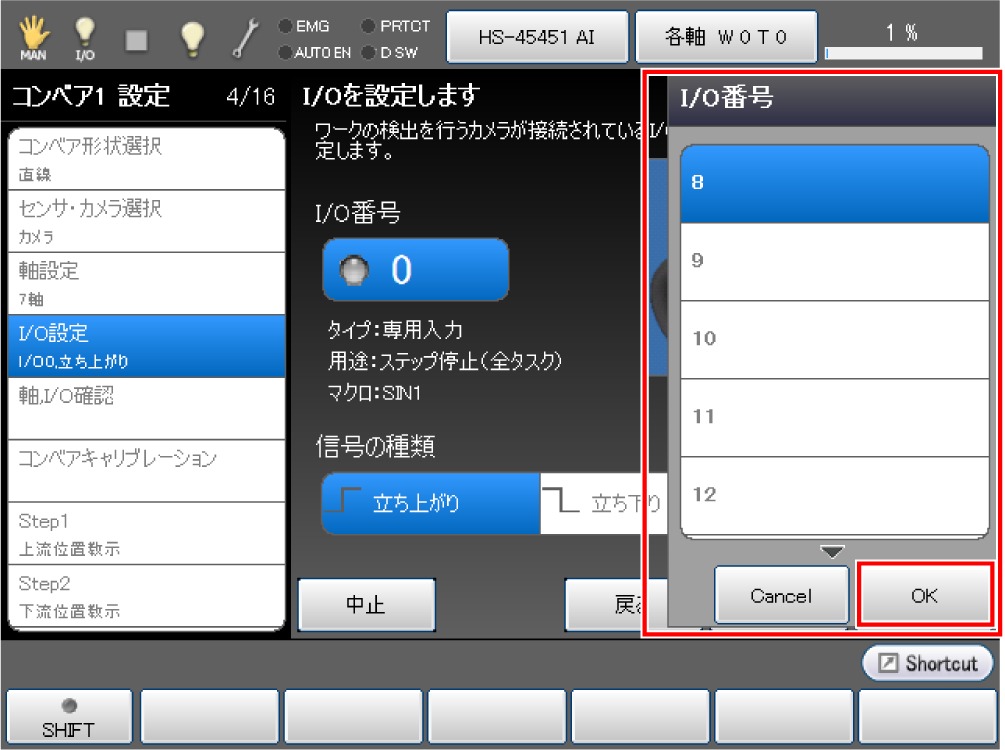 MAN
I/O
EMG
PRTCT
AUTO EN
D SW
HS-45451 AI
各軸 W0T0
1 %
コンベア1 設定
4/16
コンベア形状選択
直線
センサ・カメラ選択
カメラ
軸設定
7軸
I/O設定
I/O0,立ち上がり
軸,I/O確認
コンベアキャリブレーション
Step1
上流位置教示
Step2
下流位置教示
I/Oを設定します
ワークの検出を行うカメラが接続されているI/
定します。
I/O番号
0
タイプ:専用入力
用途:ステップ停止(全タスク)
マクロ:SIN1
信号の種類
立ち上がり
立ち下り
中止
戻
I/O番号
8
9
10
11
12
Cancel
OK
Shortcut
SHIFT